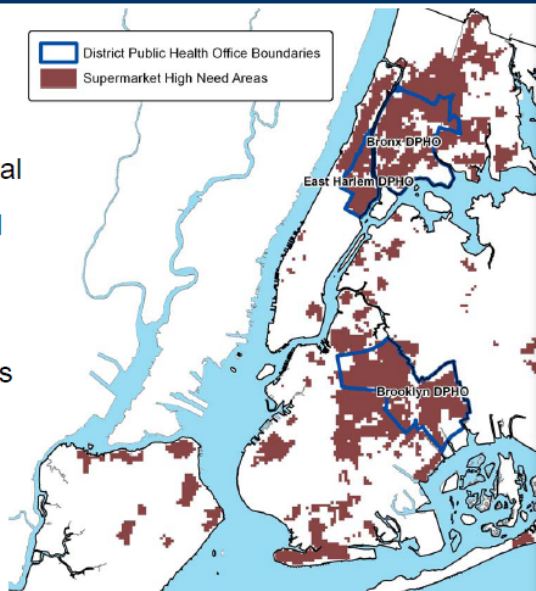 District Public Health Office Boundaries
Supermarket High Need Areas
Bronx DPHO
al
East Harlem DPHO
s
Brooklyn DPHO